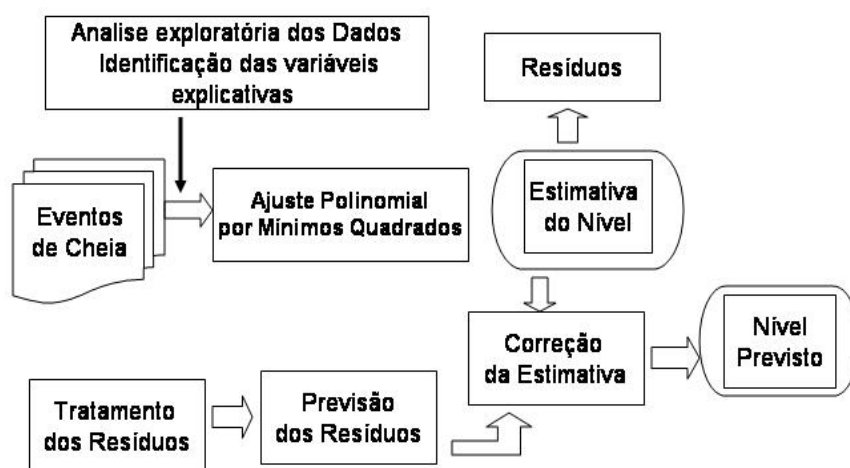 Analise exploratória dos Dados
Identificação das variáveis
explicativas
Resíduos
Eventos
de Cheia
Ajuste Polinomial
por Mínimos Quadrados
Estimativa
do Nível
Correção
da Estimativa
Nível
Previsto
Tratamento
dos Resíduos
Previsão
dos Resíduos